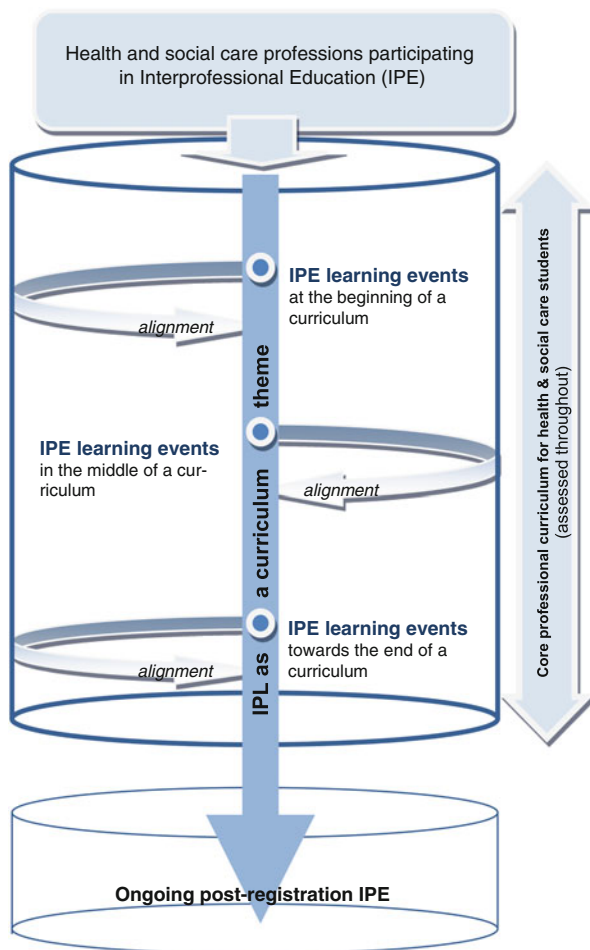 Health and social care professions participating
in Interprofessional Education (IPE)
IPE learning events
at the beginning of a
curriculum
alignment
IPE learning events
in the middle of a cur-
riculum
alignment
IPE learning events
towards the end of a
curriculum
alignment
IPL as a curriculum theme
Core professional curriculum for health & social care students
(assessed throughout)
Ongoing post-registration IPE